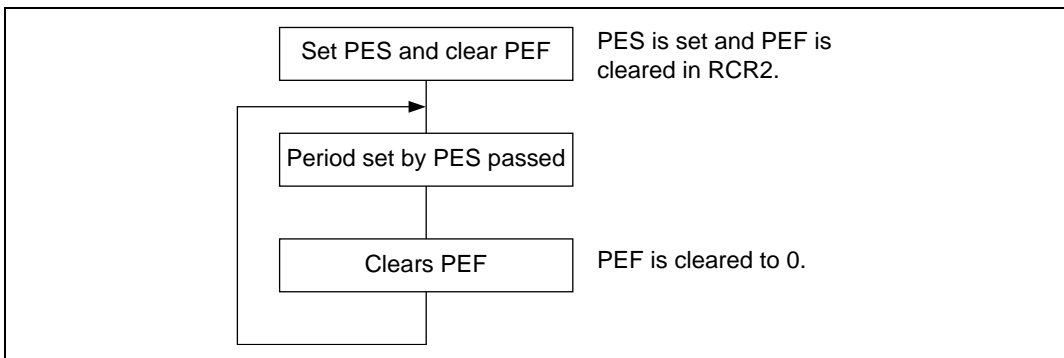 Set PES and clear PEF
PES is set and PEF is
cleared in RCR2.
Period set by PES passed
Clears PEF
PEF is cleared to 0.